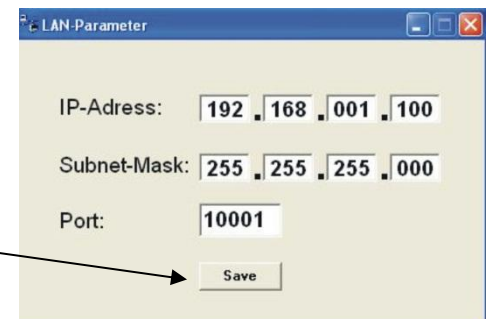 LAN-Parameter
IP-Adress: 192.168.001.100
Subnet-Mask: 255.255.255.000
Port: 10001
Save